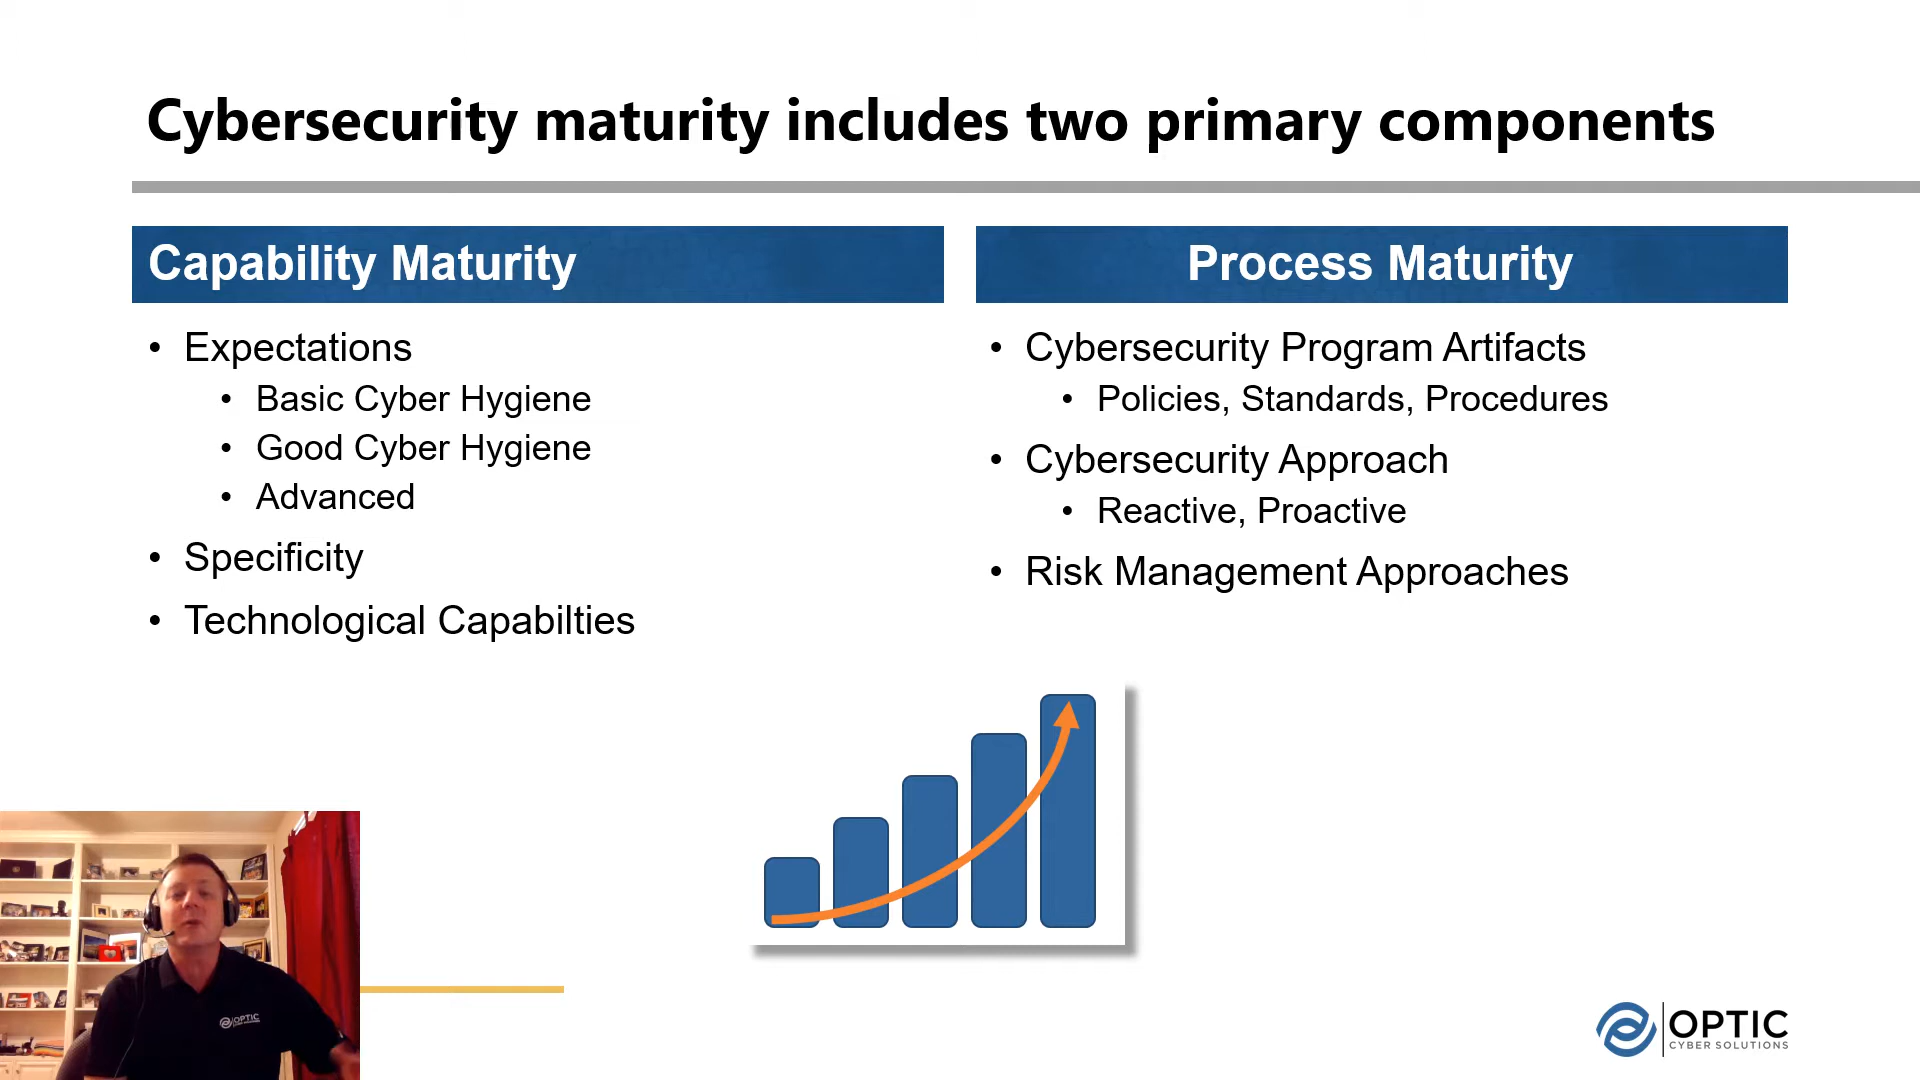 Cybersecurity maturity includes two primary components
Capability Maturity
• Expectations
• Basic Cyber Hygiene
• Good Cyber Hygiene
• Advanced
• Specificity
• Technological Capabilties
Process Maturity
• Cybersecurity Program Artifacts
• Policies, Standards, Procedures
• Cybersecurity Approach
• Reactive, Proactive
• Risk Management Approaches
OPTIC
OPTIC
CYBER SOLUTIONS